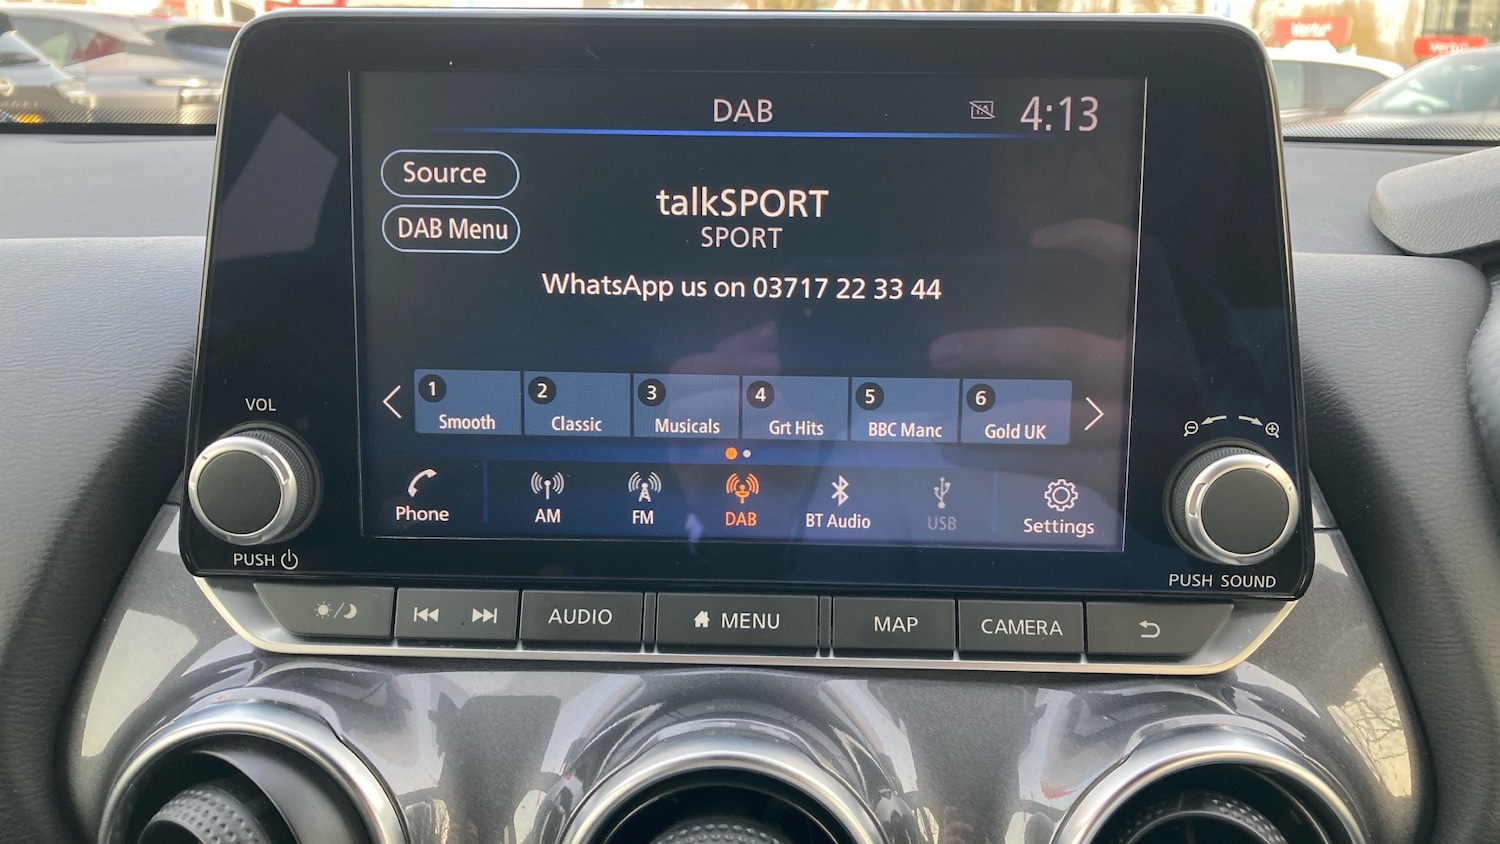 Vertu
Vertu
DAB
4:13
Source
DAB Menu
talkSPORT
SPORT
WhatsApp us on 03717 22 33 44
1 Smooth
2 Classic
3 Musicals
4 Grt Hits
5 BBC Manc
6 Gold UK
VOL
PUSH
Phone
AM
FM
DAB
BT Audio
USB
Settings
PUSH SOUND
AUDIO
MENU
MAP
CAMERA